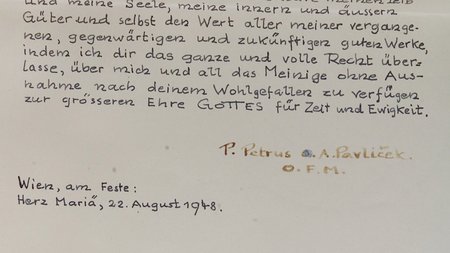 und meine Seele, meine innern und äussern
Güter und selbst den Wert aller meiner vergange-
nen, gegenwärtigen und zukünftigen guten Werke,
indem ich dir das ganze und volle Recht über-
lasse, über mich und all das Meinige ohne Aus-
nahme nach deinem Wohlgefallen zu verfügen
zur grösseren Ehre GOTTES für Zeit und Ewigkeit.
P. Petrus A. Pavlicek.
O.F.M.
Wien, am Feste:
Herz Mariä, 22. August 1948.